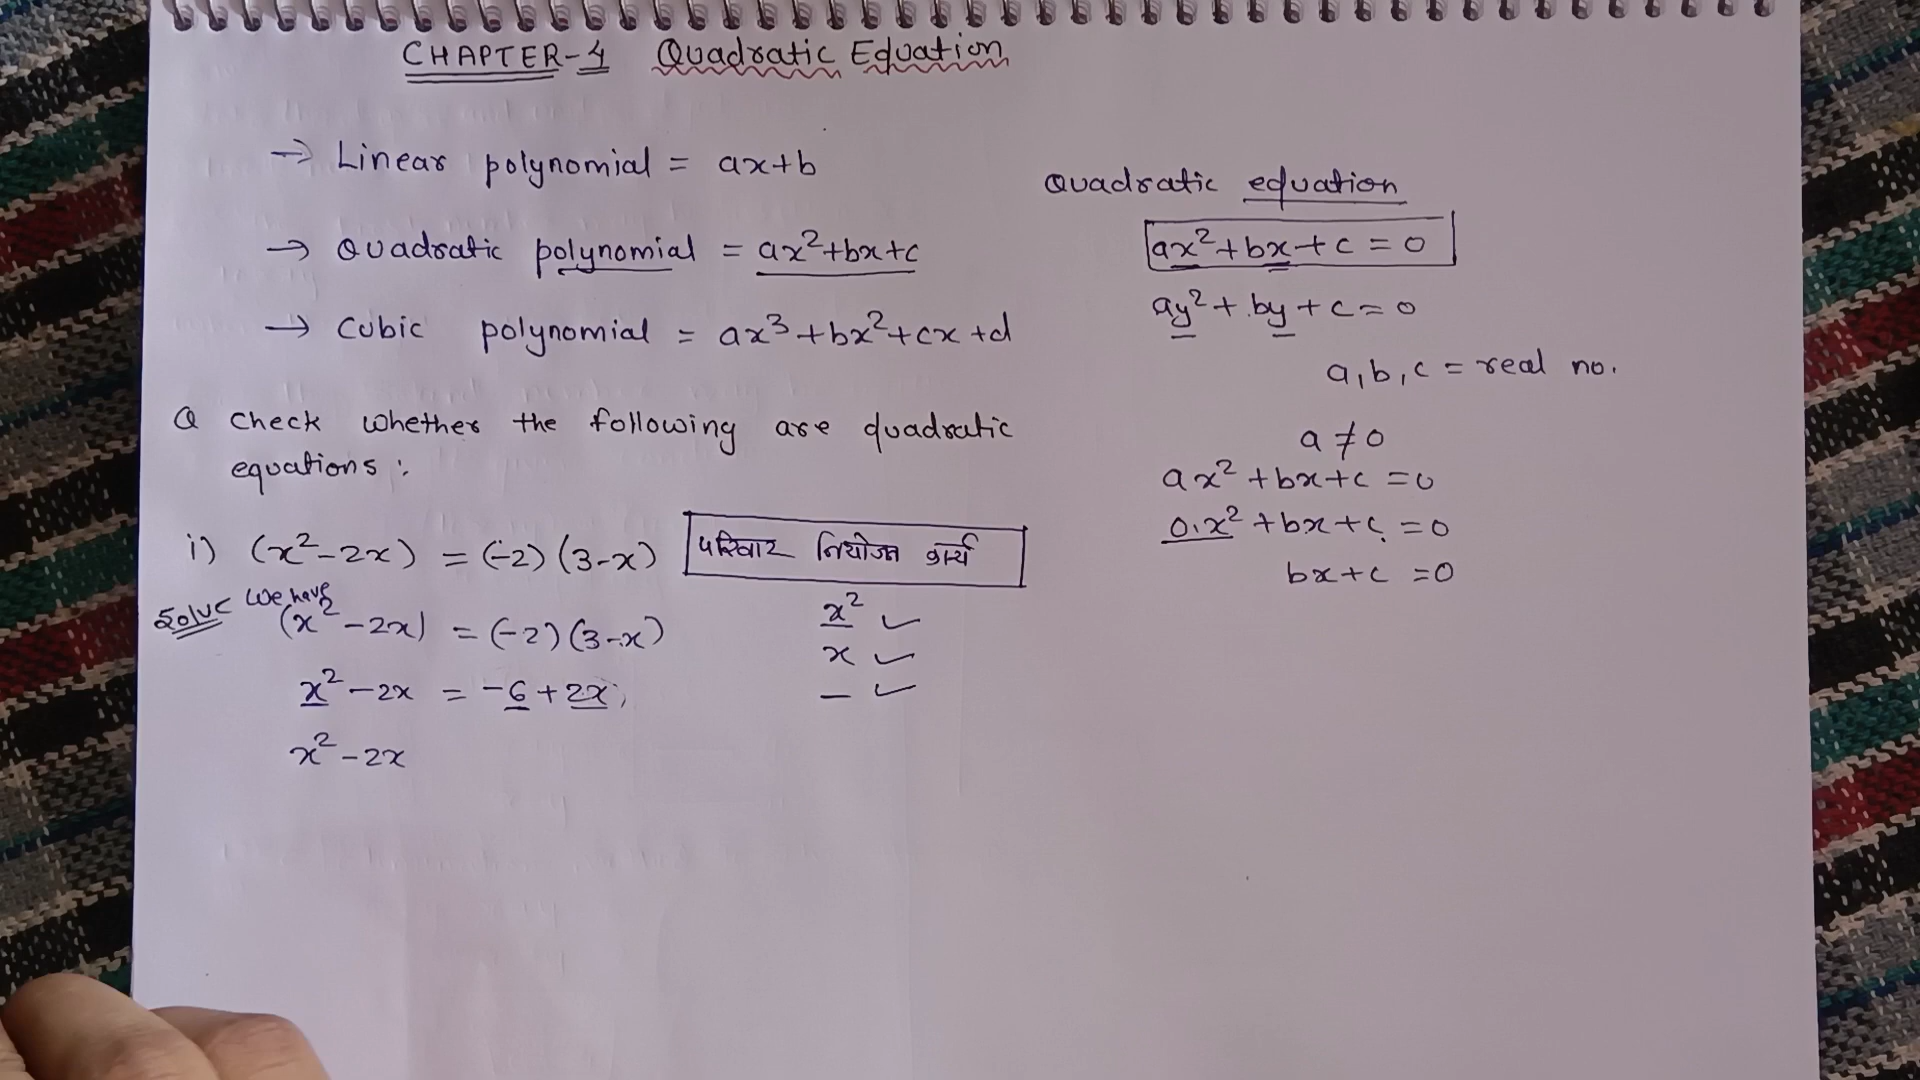 CHAPTER-4 Quadratic Equation
→ Linear polynomial = ax+b
→ Quadratic polynomial = ax²+bx+c
→ Cubic polynomial = ax³+bx²+cx+d
Q Check whether the following are quadratic
equations :
i) (x²-2x) = (-2)(3-x)
परिवार नियोजन कार्य
Solve We have
(x²-2x) = (-2)(3-x)
x²-2x = -6+2x
x²-2x
x² ✓
x ✓
– ✓
Quadratic equation
ax²+bx+c=0
ay²+by+c=0
a,b,c = real no.
a≠0
ax²+bx+c=0
0.x²+bx+c=0
bx+c=0